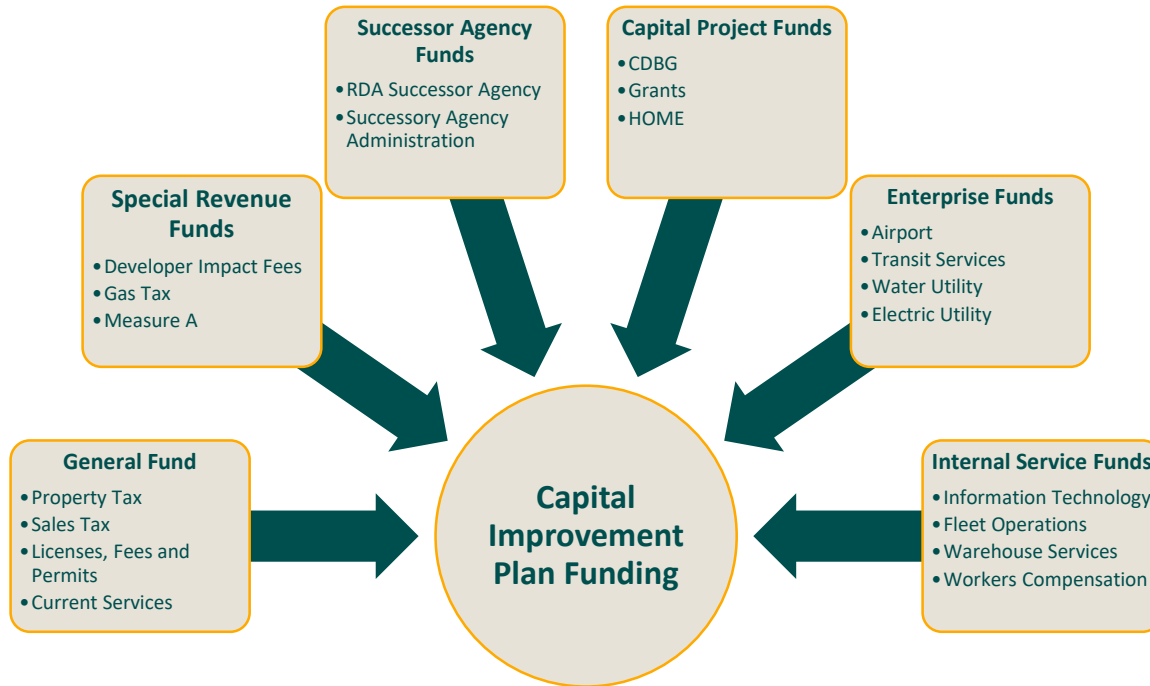 Successor Agency
Funds
•RDA Successor Agency
•Successory Agency
Administration
Capital Project Funds
•CDBG
•Grants
•HOME
Special Revenue
Funds
•Developer Impact Fees
•Gas Tax
•Measure A
Enterprise Funds
•Airport
•Transit Services
•Water Utility
•Electric Utility
General Fund
•Property Tax
•Sales Tax
•Licenses, Fees and
Permits
•Current Services
Capital
Improvement
Plan Funding
Internal Service Funds
•Information Technology
•Fleet Operations
•Warehouse Services
•Workers Compensation